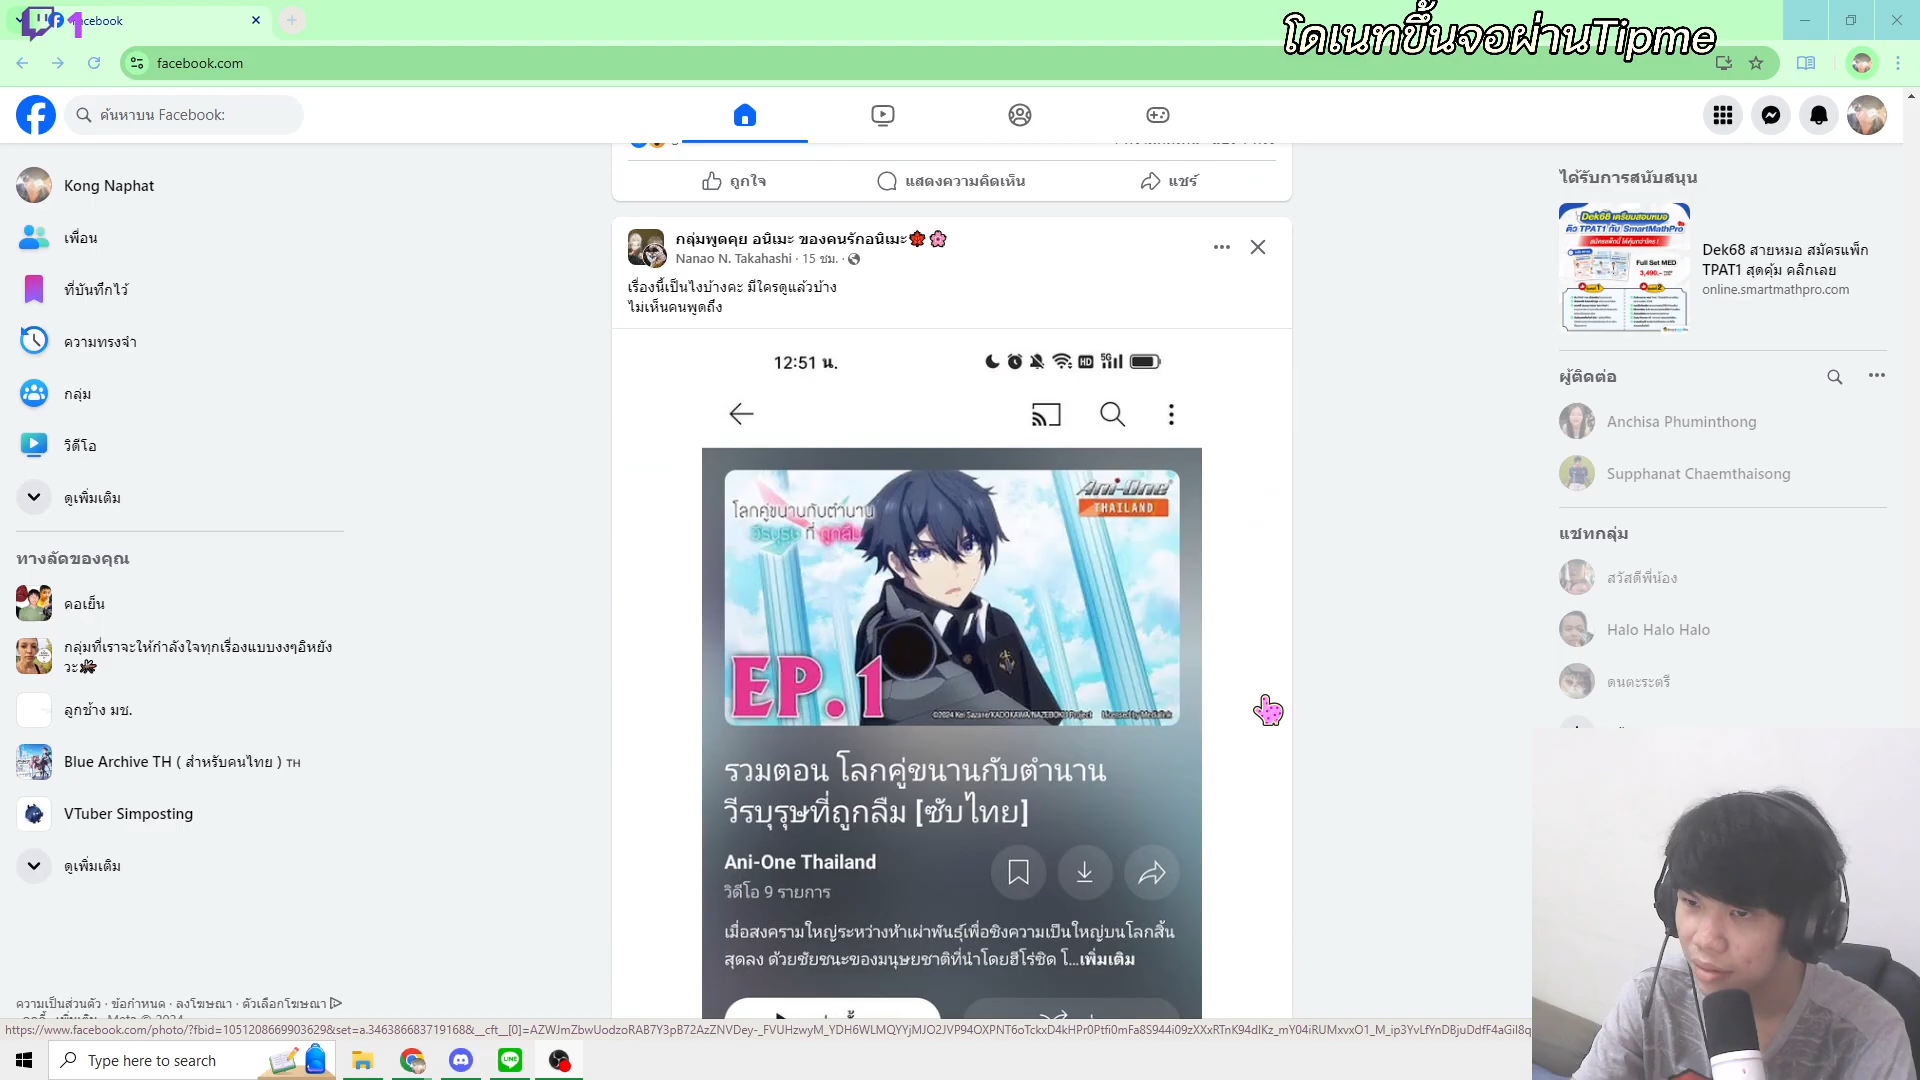 1
Facebook
โดเนทขึ้นจอผ่านTipme
facebook.com
ค้นหาบน Facebook:
Kong Naphat
เพื่อน
ที่บันทึกไว้
ความทรงจำ
กลุ่ม
วิดีโอ
ดูเพิ่มเติม
ทางลัดของคุณ
คอเย็น
กลุ่มที่เราจะให้กำลังใจทุกเรื่องแบบงงๆอิหยัง
วะ
ลูกช้าง มช.
Blue Archive TH ( สำหรับคนไทย ) TH
VTuber Simposting
ดูเพิ่มเติม
ความเป็นส่วนตัว · ข้อกำหนด · ลงโฆษณา · ตัวเลือกโฆษณา
ถูกใจ
แสดงความคิดเห็น
แชร์
กลุ่มพูดคุย อนิเมะ ของคนรักอนิเมะ
Nanao N. Takahashi · 15 ชม. ·
เรื่องนี้เป็นไงบ้างคะ มีใครดูแล้วบ้าง
ไม่เห็นคนพูดถึง
12:51 น.
HD
5G
Ani-One
THAILAND
โลกคู่ขนานกับตำนาน
วีรบุรุษ ที่ ถูกลืม
EP.1
©2024 Kei Sazane/KADOKAWA/NAZEBOKU Project Licensed by Medialink
รวมตอน โลกคู่ขนานกับตำนาน
วีรบุรุษที่ถูกลืม [ซับไทย]
Ani-One Thailand
วิดีโอ 9 รายการ
เมื่อสงครามใหญ่ระหว่างห้าเผ่าพันธุ์เพื่อชิงความเป็นใหญ่บนโลกสิ้น
สุดลง ด้วยชัยชนะของมนุษยชาติที่นำโดยฮีโร่ชิด โ...เพิ่มเติม
ได้รับการสนับสนุน
Dek68 เตรียมสอบหมอ
ติว TPAT1 กับ SmartMathPro
Full Set MED
3,490.-
Dek68 สายหมอ สมัครแพ็ก
TPAT1 สุดคุ้ม คลิกเลย
online.smartmathpro.com
ผู้ติดต่อ
Anchisa Phuminthong
Supphanat Chaemthaisong
แชทกลุ่ม
สวัสดีพี่น้อง
Halo Halo Halo
ดนตะระตรี
Type here to search
LINE